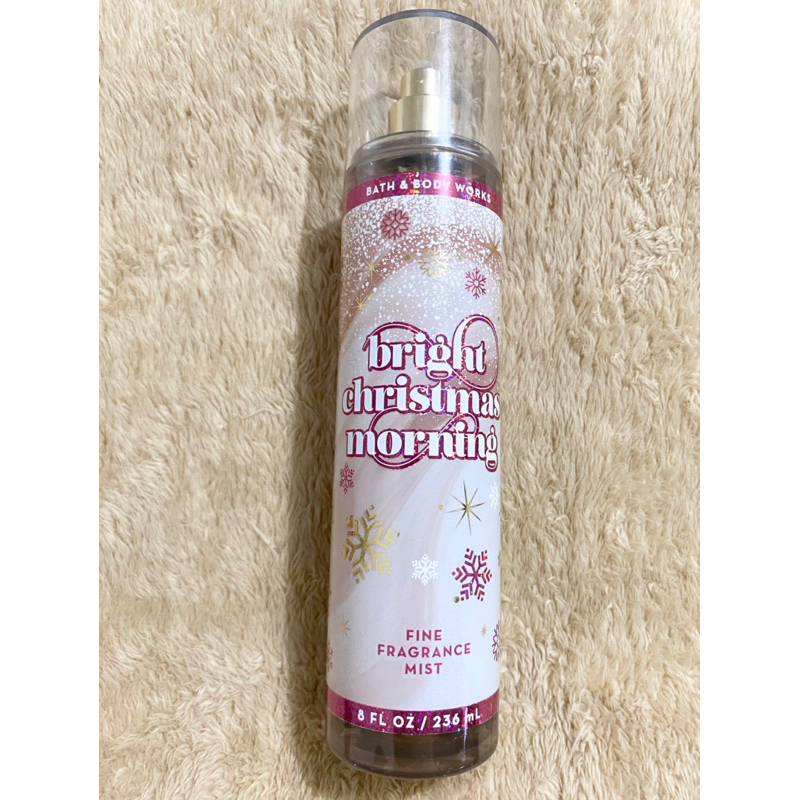 BATH & BODY WORKS
bright
christmas
morning
FINE
FRAGRANCE
MIST
8 FL OZ / 236 mL